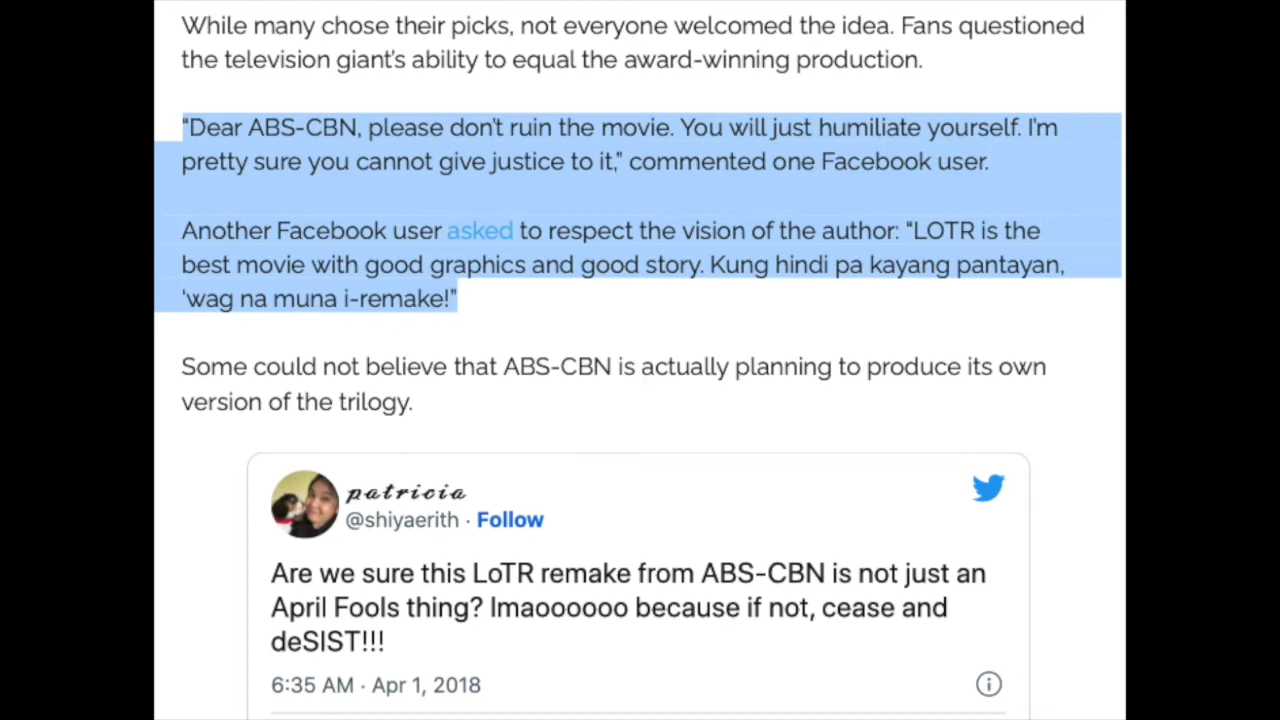 While many chose their picks, not everyone welcomed the idea. Fans questioned
the television giant's ability to equal the award-winning production.
“Dear ABS-CBN, please don't ruin the movie. You will just humiliate yourself. I'm
pretty sure you cannot give justice to it,” commented one Facebook user.
Another Facebook user asked to respect the vision of the author: “LOTR is the
best movie with good graphics and good story. Kung hindi pa kayang pantayan,
'wag na muna i-remake!”
Some could not believe that ABS-CBN is actually planning to produce its own
version of the trilogy.
𝓹𝓪𝓽𝓻𝓲𝓬𝓲𝓪
@shiyaerith · Follow
Are we sure this LoTR remake from ABS-CBN is not just an
April Fools thing? lmaoooooo because if not, cease and
deSIST!!!
6:35 AM · Apr 1, 2018